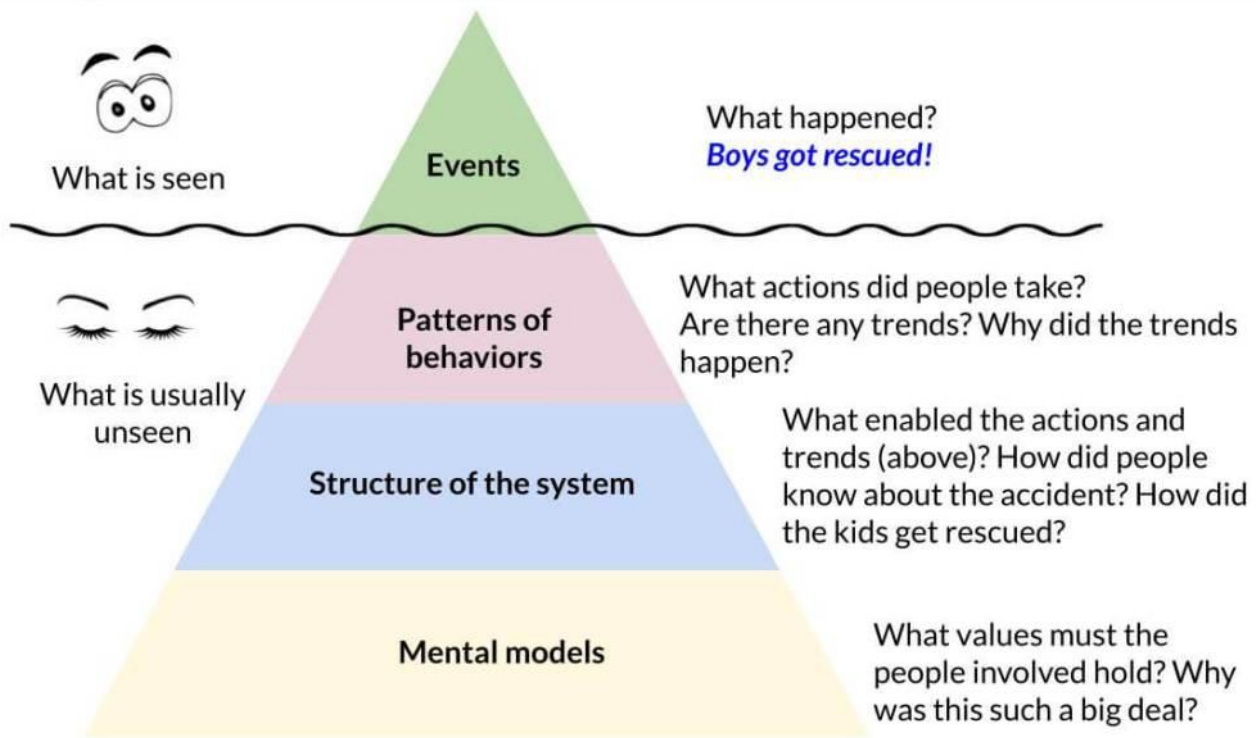 What is seen
Events
What happened?
Boys got rescued!
What is usually
unseen
Patterns of
behaviors
What actions did people take?
Are there any trends? Why did the trends
happen?
Structure of the system
What enabled the actions and
trends (above)? How did people
know about the accident? How did
the kids get rescued?
Mental models
What values must the
people involved hold? Why
was this such a big deal?